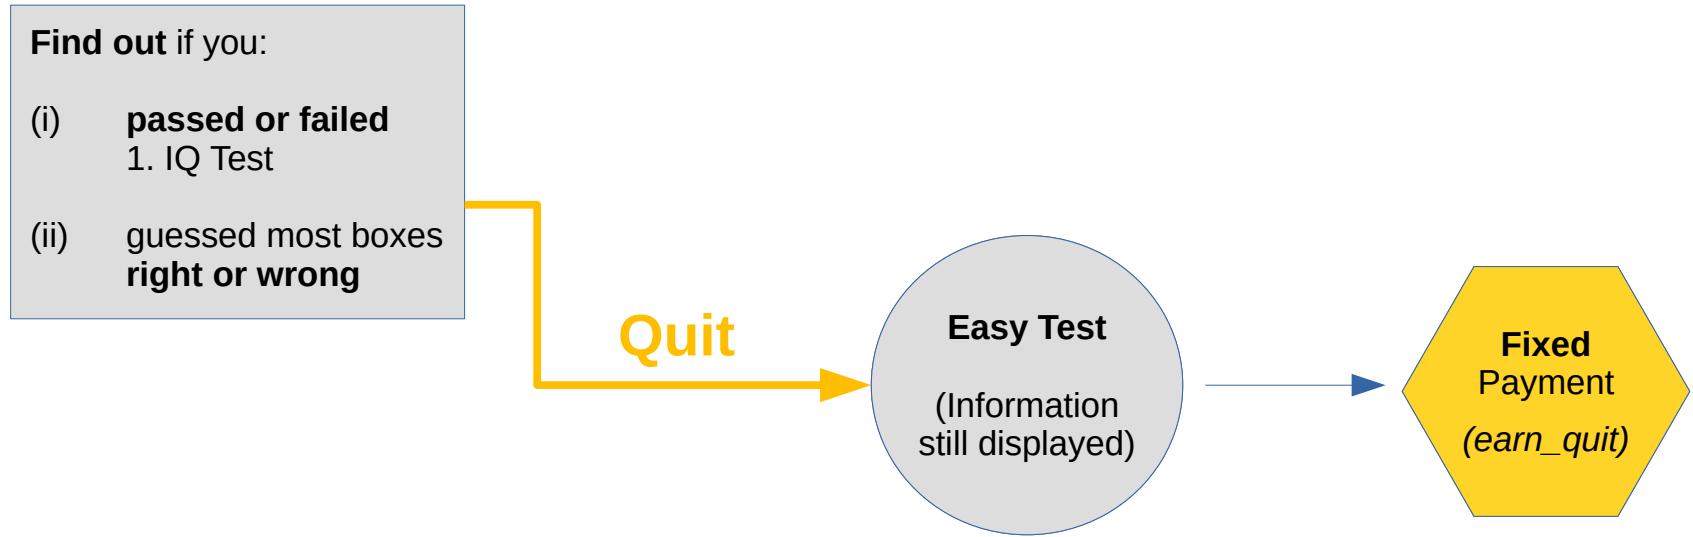 Find out if you:
(i) passed or failed
1. IQ Test
(ii) guessed most boxes
right or wrong
Quit
Easy Test
(Information
still displayed)
Fixed
Payment
(earn_quit)